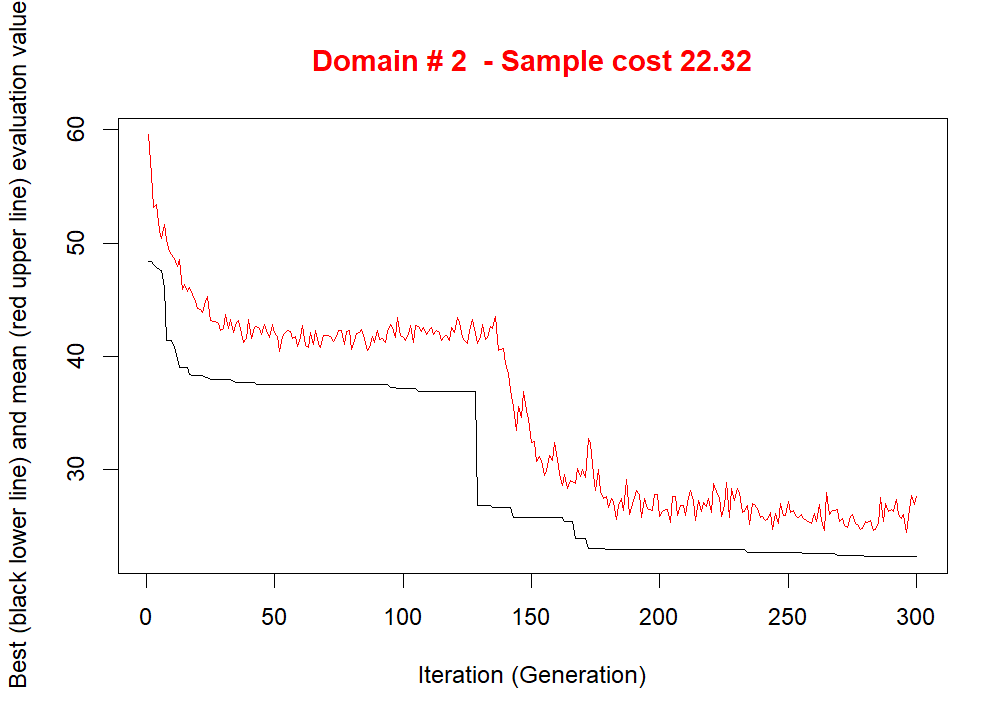 Domain # 2  - Sample cost 22.32
Best (black lower line) and mean (red upper line) evaluation value
60
50
40
30
0 50 100 150 200 250 300
Iteration (Generation)